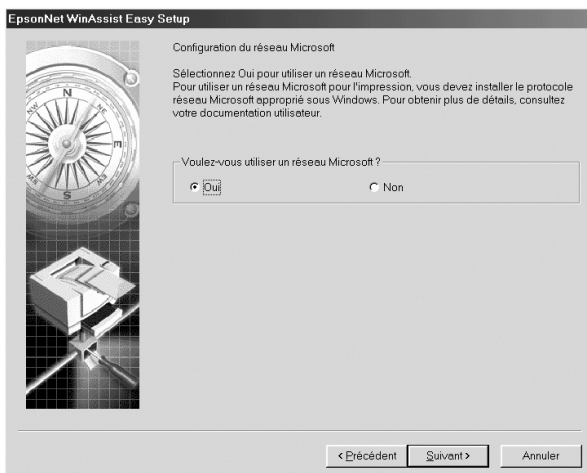 EpsonNet WinAssist Easy Setup
Configuration du réseau Microsoft
Sélectionnez Oui pour utiliser un réseau Microsoft.
Pour utiliser un réseau Microsoft pour l'impression, vous devez installer le protocole
réseau Microsoft approprié sous Windows. Pour obtenir plus de détails, consultez
votre documentation utilisateur.
Voulez-vous utiliser un réseau Microsoft ?
Oui Non
N
NE
E
S
W
NW
< Précédent Suivant > Annuler